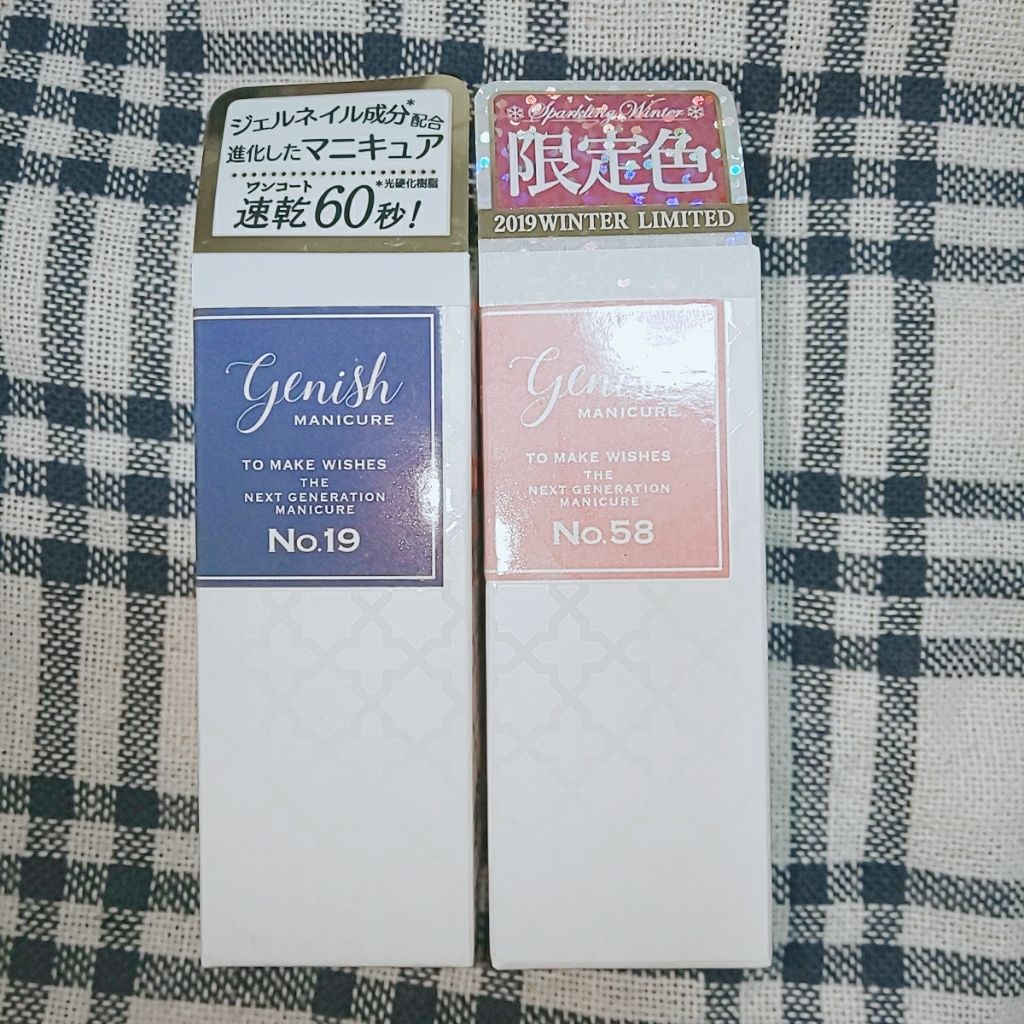 ジェルネイル成分*配合
進化したマニキュア
ワンコート *光硬化樹脂
速乾60秒!
Genish
MANICURE
TO MAKE WISHES
THE
NEXT GENERATION
MANICURE
No.19
Sparkling Winter
限定色
2019 WINTER LIMITED
Genish
MANICURE
TO MAKE WISHES
THE
NEXT GENERATION
MANICURE
No.58